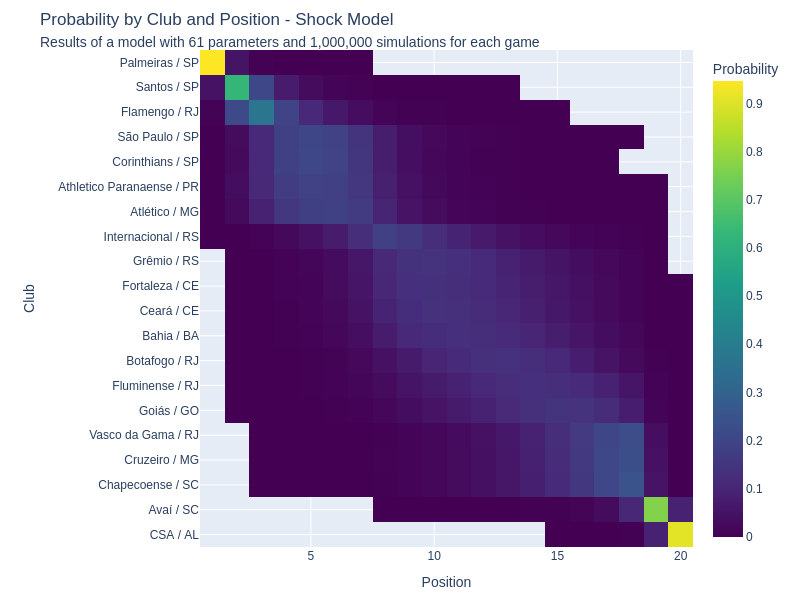 Probability by Club and Position - Shock Model
Results of a model with 61 parameters and 1,000,000 simulations for each game
Probability
Club
Palmeiras / SP
Santos / SP
Flamengo / RJ
São Paulo / SP
Corinthians / SP
Athletico Paranaense / PR
Atlético / MG
Internacional / RS
Grêmio / RS
Fortaleza / CE
Ceará / CE
Bahia / BA
Botafogo / RJ
Fluminense / RJ
Goiás / GO
Vasco da Gama / RJ
Cruzeiro / MG
Chapecoense / SC
Avaí / SC
CSA / AL
0.9
0.8
0.7
0.6
0.5
0.4
0.3
0.2
0.1
0
5 10 15 20
Position